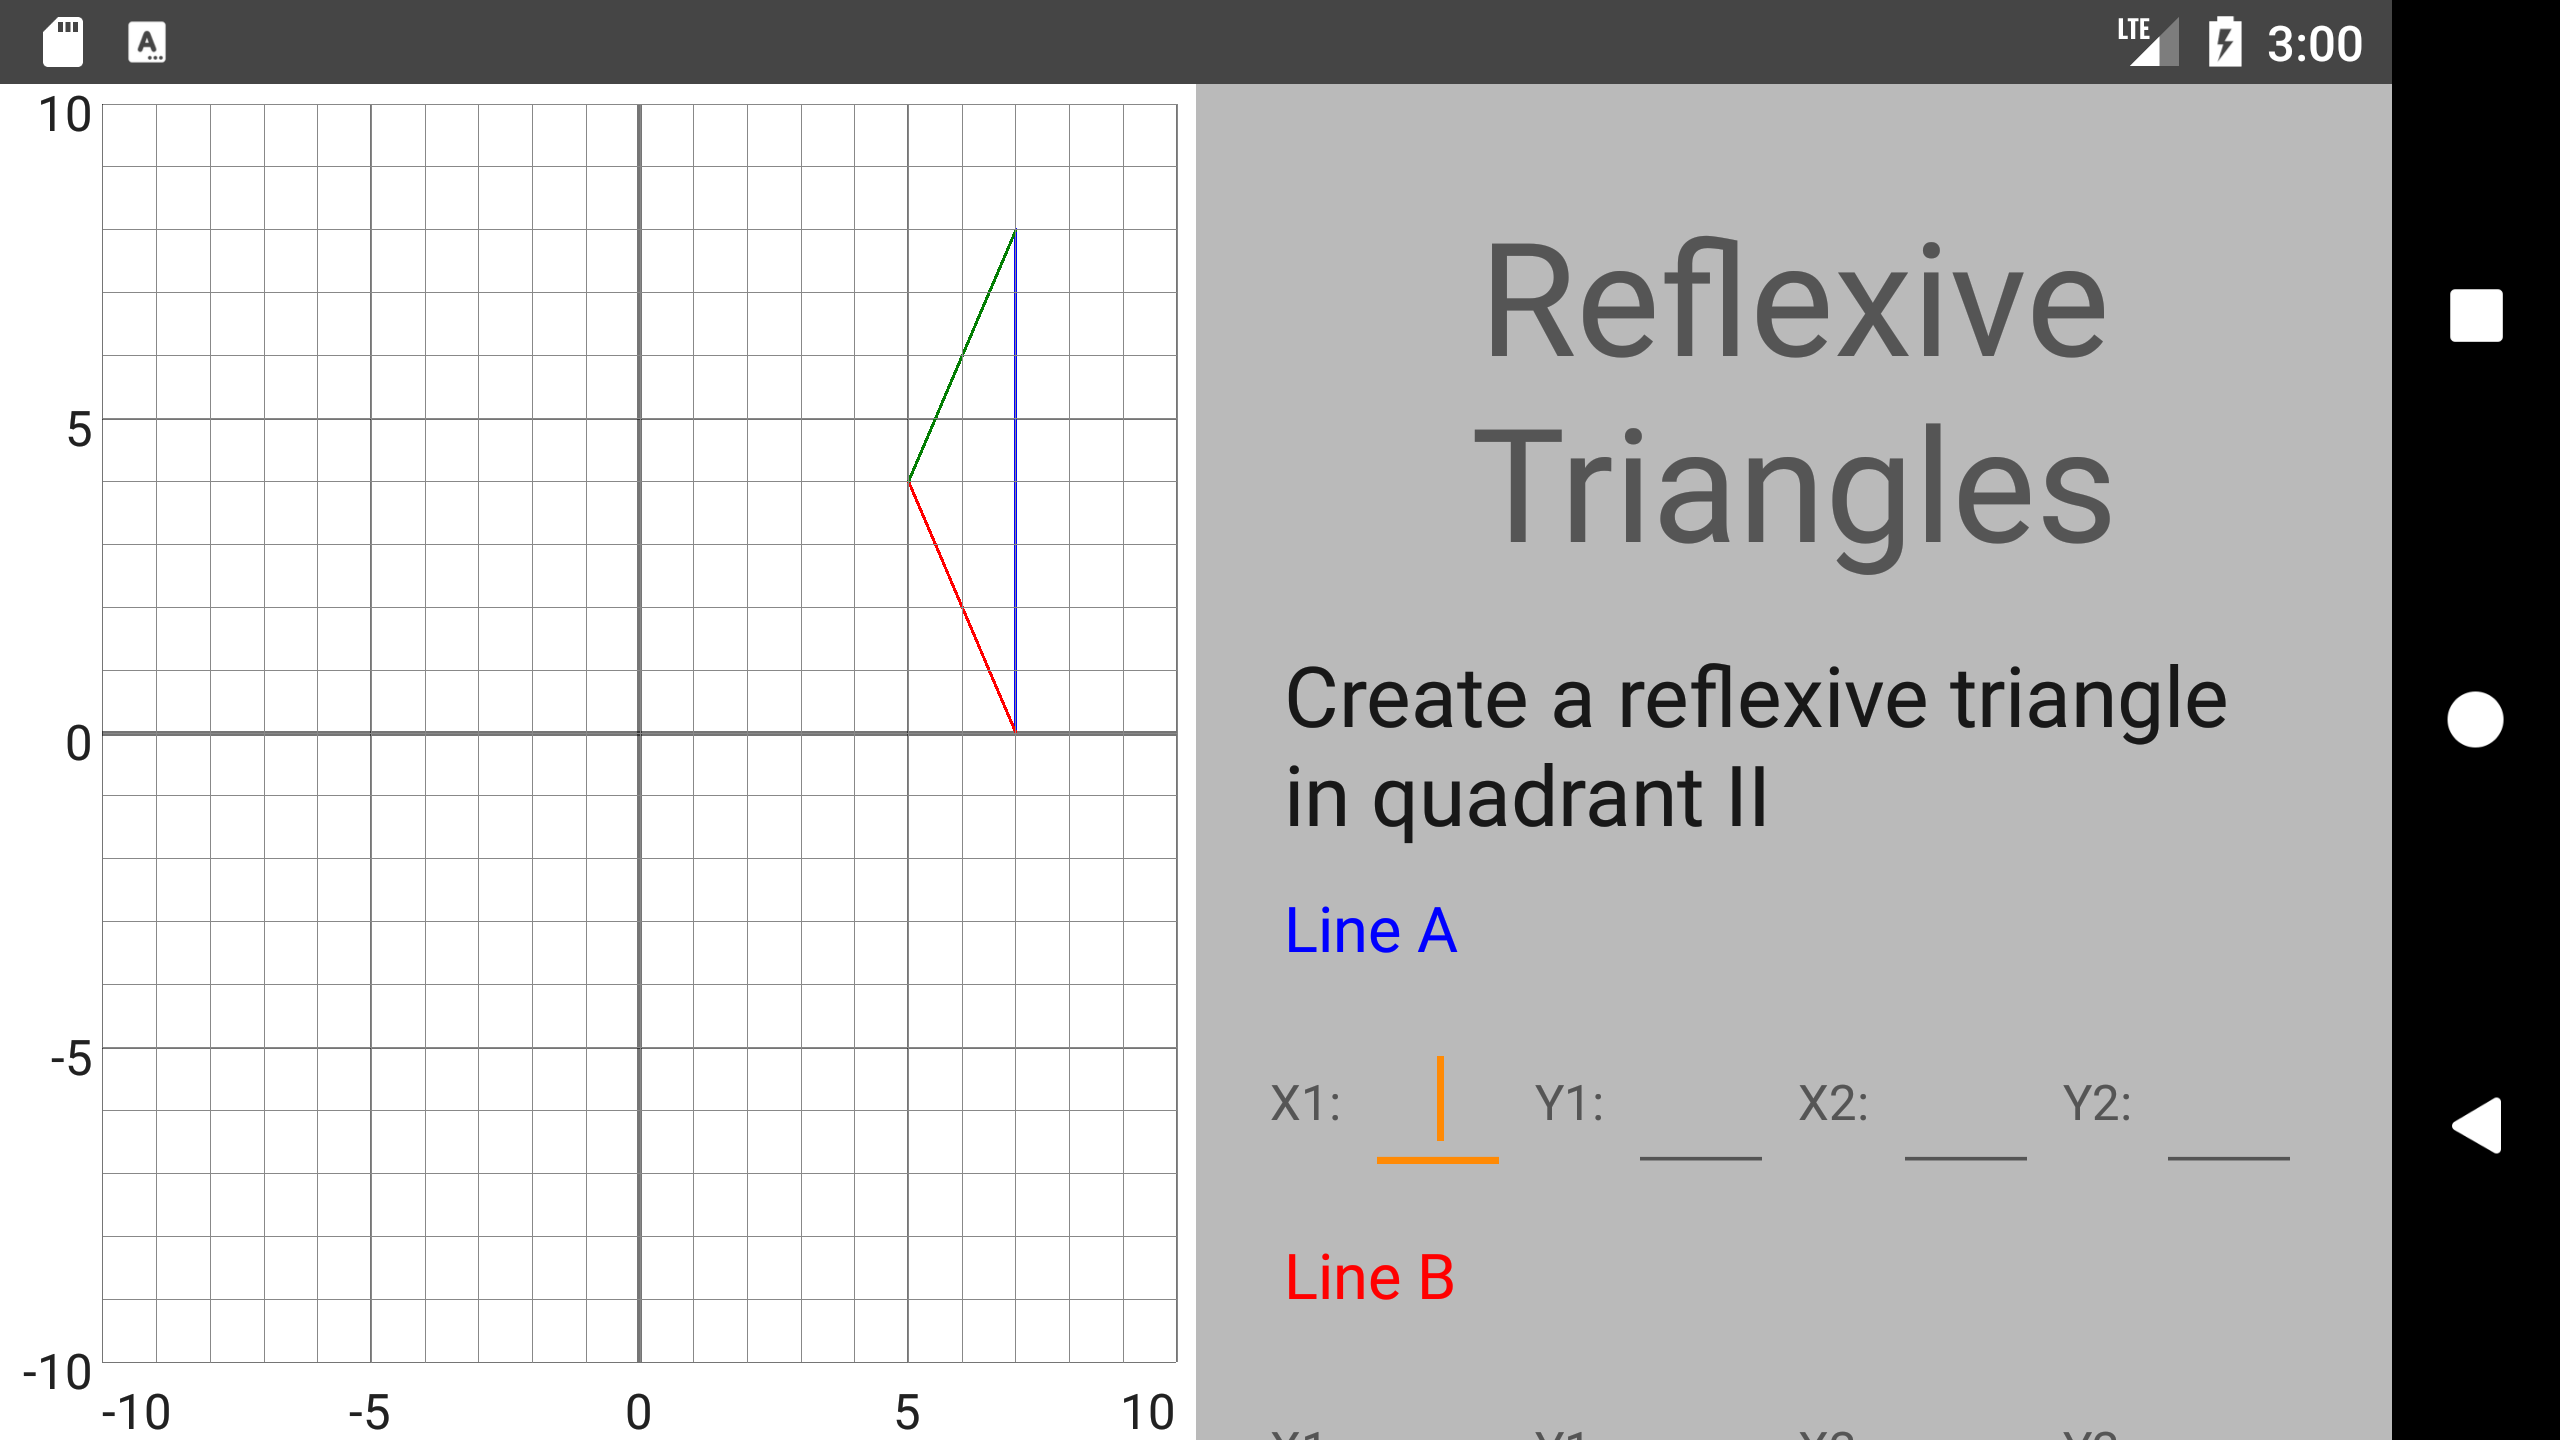 A
LTE
3:00
10
5
0
-5
-10
-10 -5 0 5 10
Reflexive
Triangles
Create a reflexive triangle
in quadrant II
Line A
X1: Y1: X2: Y2:
Line B